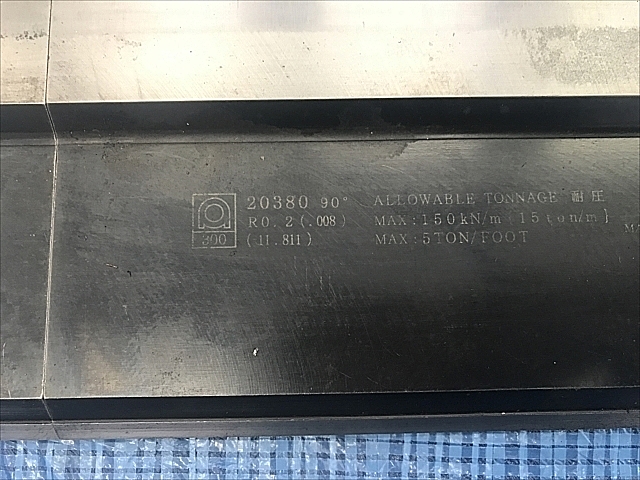 20380 90° ALLOWABLE TONNAGE 耐圧
R0.2(.008) MAX:150kN/m {15ton/m}
300 (11.811) MAX:5TON/FOOT